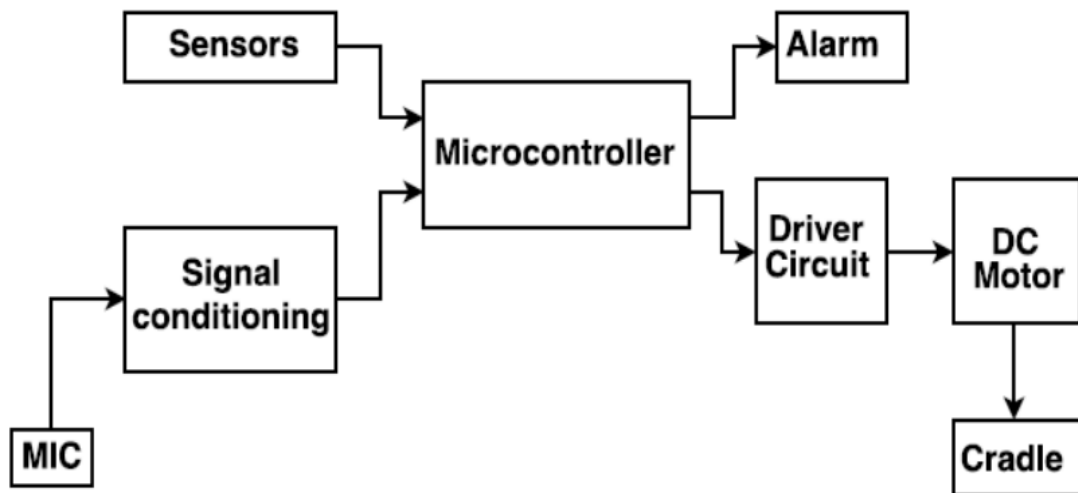 Sensors
Alarm
Microcontroller
Driver
Circuit
DC
Motor
Signal
conditioning
MIC
Cradle